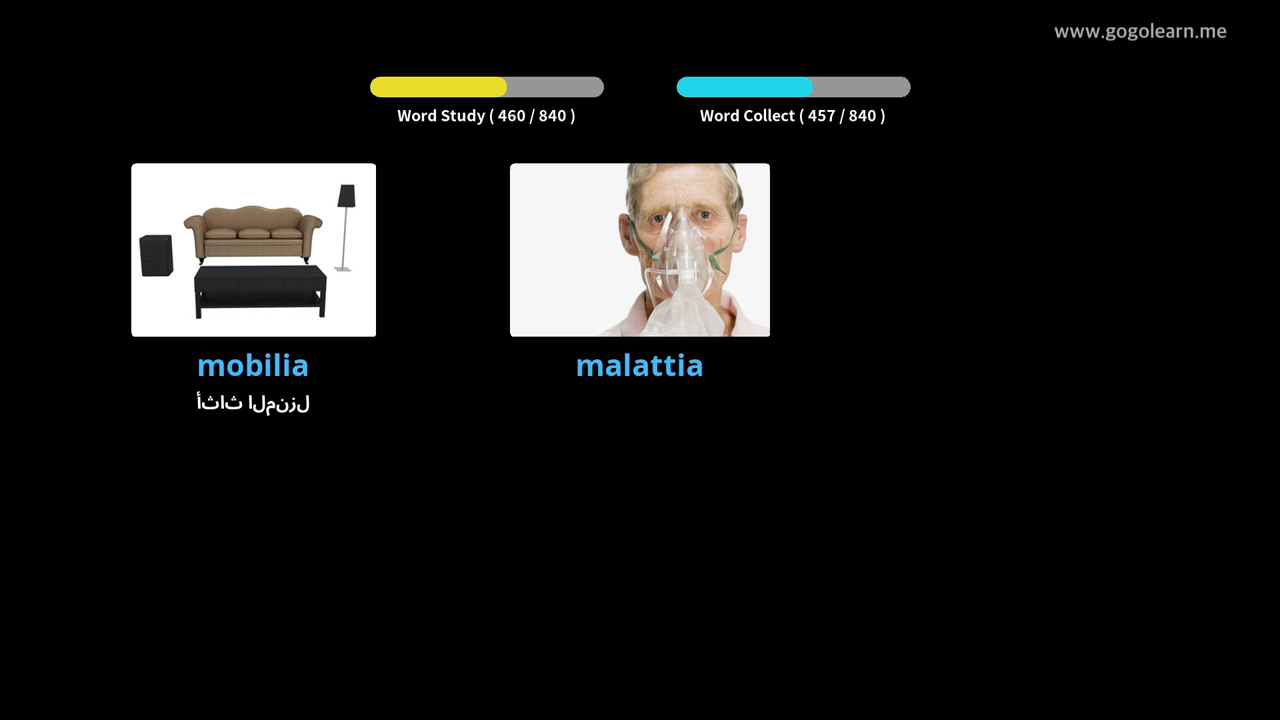 www.gogolearn.me
Word Study ( 460 / 840 )
Word Collect ( 457 / 840 )
mobilia
أثاث المنزل
malattia